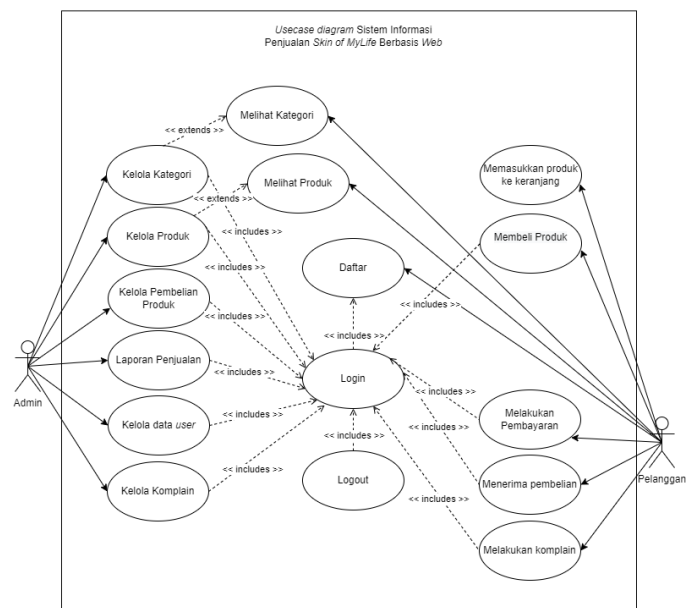 Usecase diagram Sistem Informasi
Penjualan Skin of MyLife Berbasis Web
Melihat Kategori
<< extends >>
Kelola Kategori
Melihat Produk
Memasukkan produk
ke keranjang
<< extends >>
Kelola Produk
<< includes >>
Membeli Produk
<< includes >>
Daftar
Kelola Pembelian
Produk
<< includes >>
<< includes >>
<< includes >>
Laporan Penjualan
<< includes >>
Login
Admin
<< includes >>
Kelola data user
<< includes >>
<< includes >>
Melakukan
Pembayaran
<< includes >>
<< includes >>
Kelola Komplain
Logout
Menerima pembelian
Pelanggan
<< includes >>
Melakukan komplain